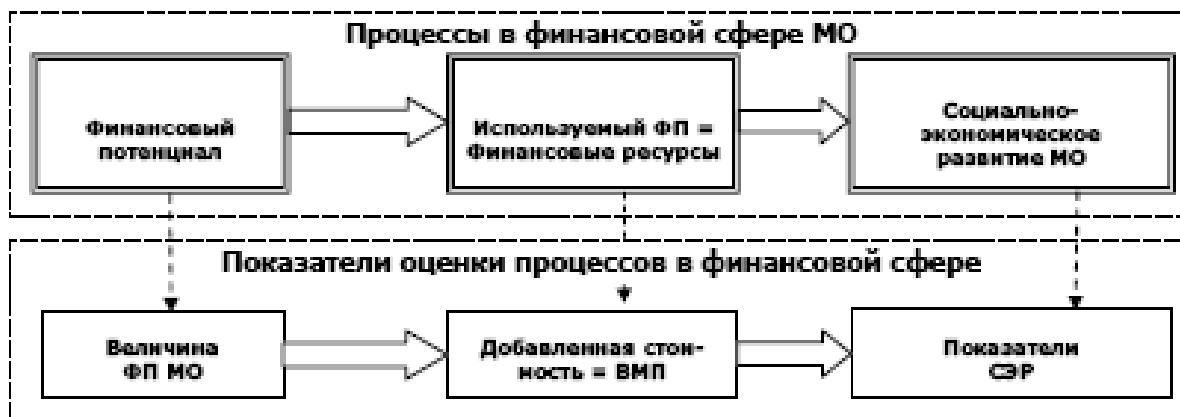 Процессы в финансовой сфере МО
Финансовый
потенциал
Используемый ФП =
Финансовые ресурсы
Социально-
экономическое
развитие МО
Показатели оценки процессов в финансовой сфере
Величина
ФП МО
Добавленная стои-
мость = ВМП
Показатели
СЭР